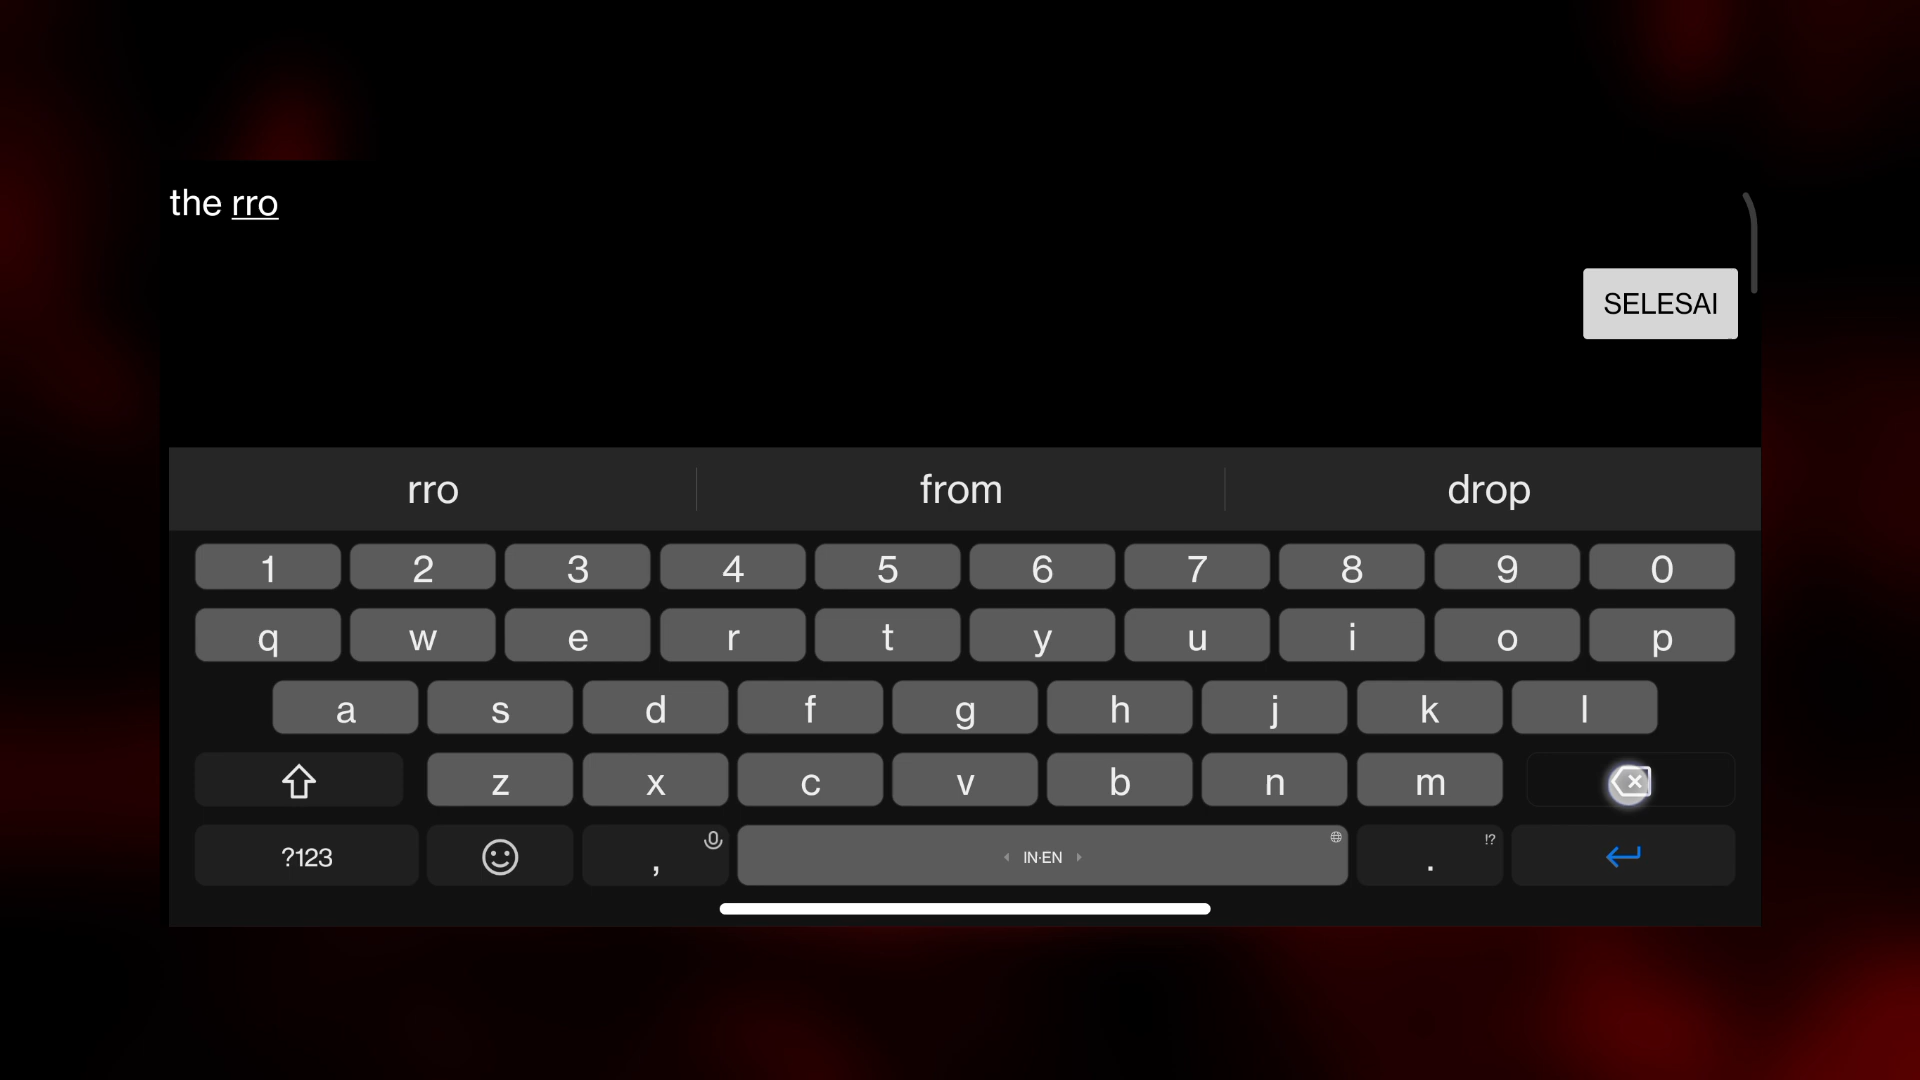 the rro
SELESAI
rro from drop
1 2 3 4 5 6 7 8 9 0
q w e r t y u i o p
a s d f g h j k l
z x c v b n m
?123 , IN·EN !? .